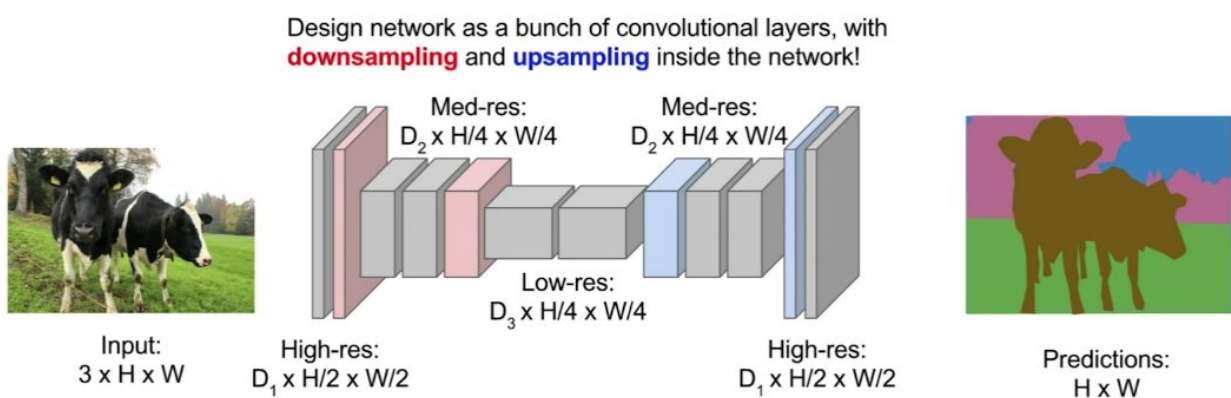 Design network as a bunch of convolutional layers, with
downsampling and upsampling inside the network!
Med-res:
D₂ x H/4 x W/4
Med-res:
D₂ x H/4 x W/4
Low-res:
D₃ x H/4 x W/4
Input:
3 x H x W
High-res:
D₁ x H/2 x W/2
High-res:
D₁ x H/2 x W/2
Predictions:
H x W